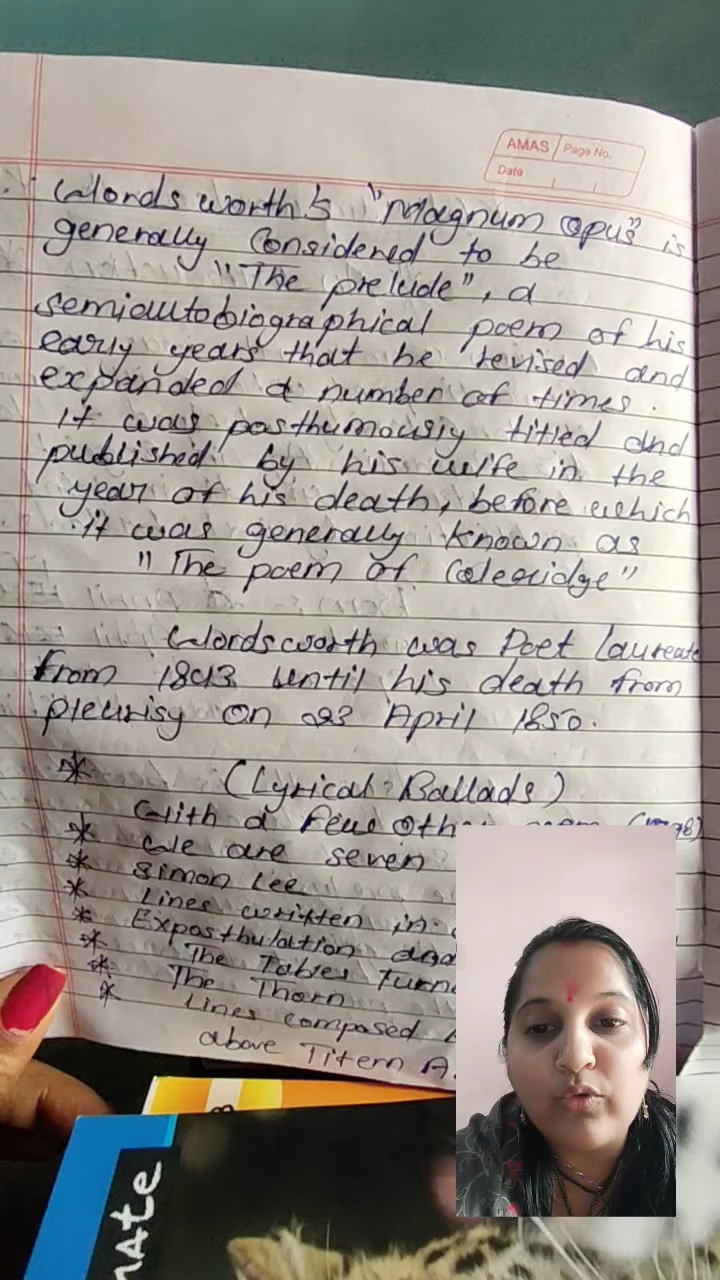 AMAS Page No.
Date
Wordsworth's "Magnum opus" is
generally considered to be
"The prelude", a
semiautobiographical poem of his
early years that he revised and
expanded a number of times.
it was posthumously titled and
published by his wife in the
year of his death, before which
it was generally known as
"The poem of Coleridge"
Wordsworth was Poet Laureate
from 1843 until his death from
pleurisy on 23 April 1850.
* (Lyrical Ballads)
With a few oth
* We are seven
* Simon Lee
* Lines written in
* Exposthulation and
* The Tables Turn
* The Thorn
* Lines composed
above Titern A
MATE